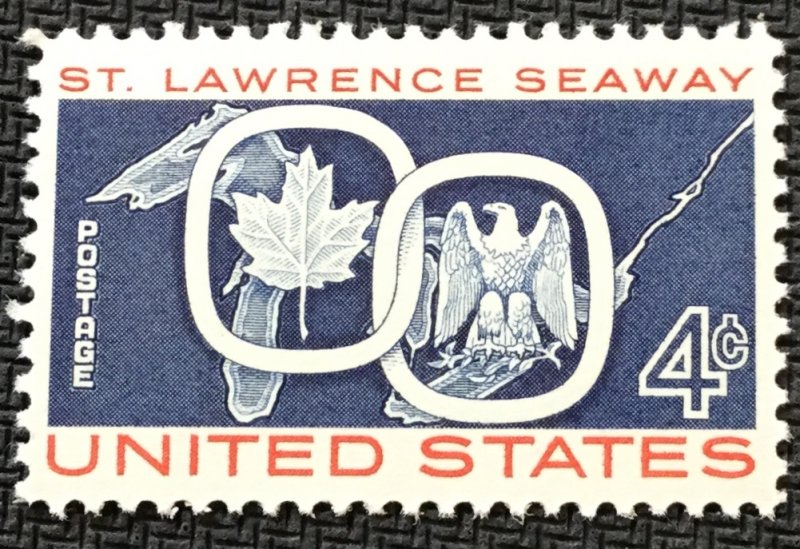 ST. LAWRENCE SEAWAY
POSTAGE
4¢
UNITED STATES